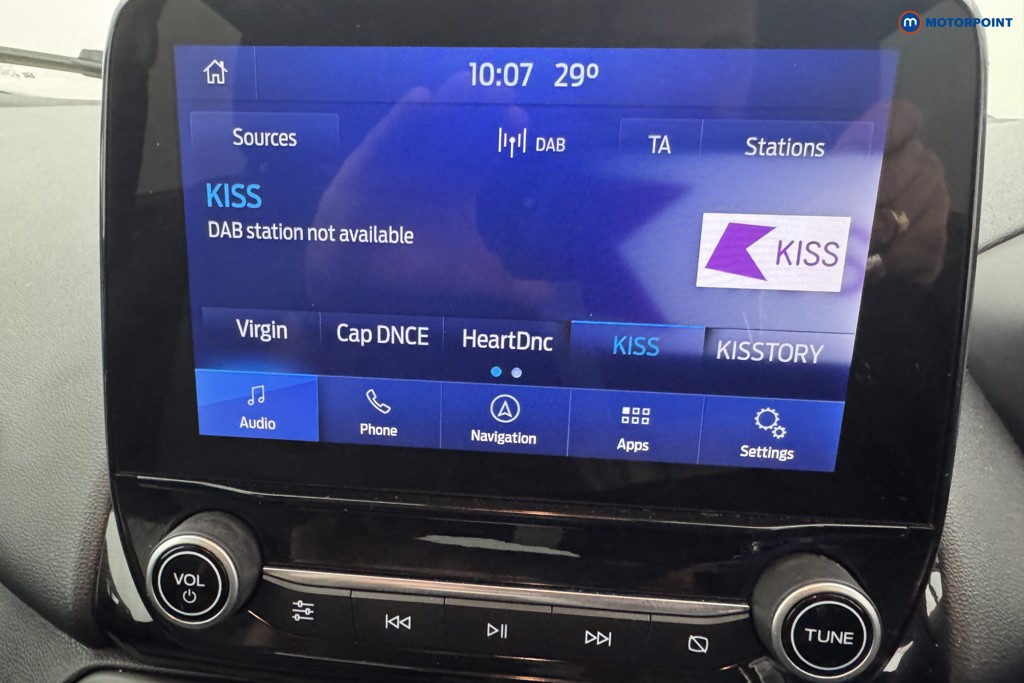 m MOTORPOINT
10:07 29º
Sources DAB TA Stations
KISS
DAB station not available
KISS
Virgin Cap DNCE HeartDnc KISS KISSTORY
Audio Phone Navigation Apps Settings
VOL
TUNE